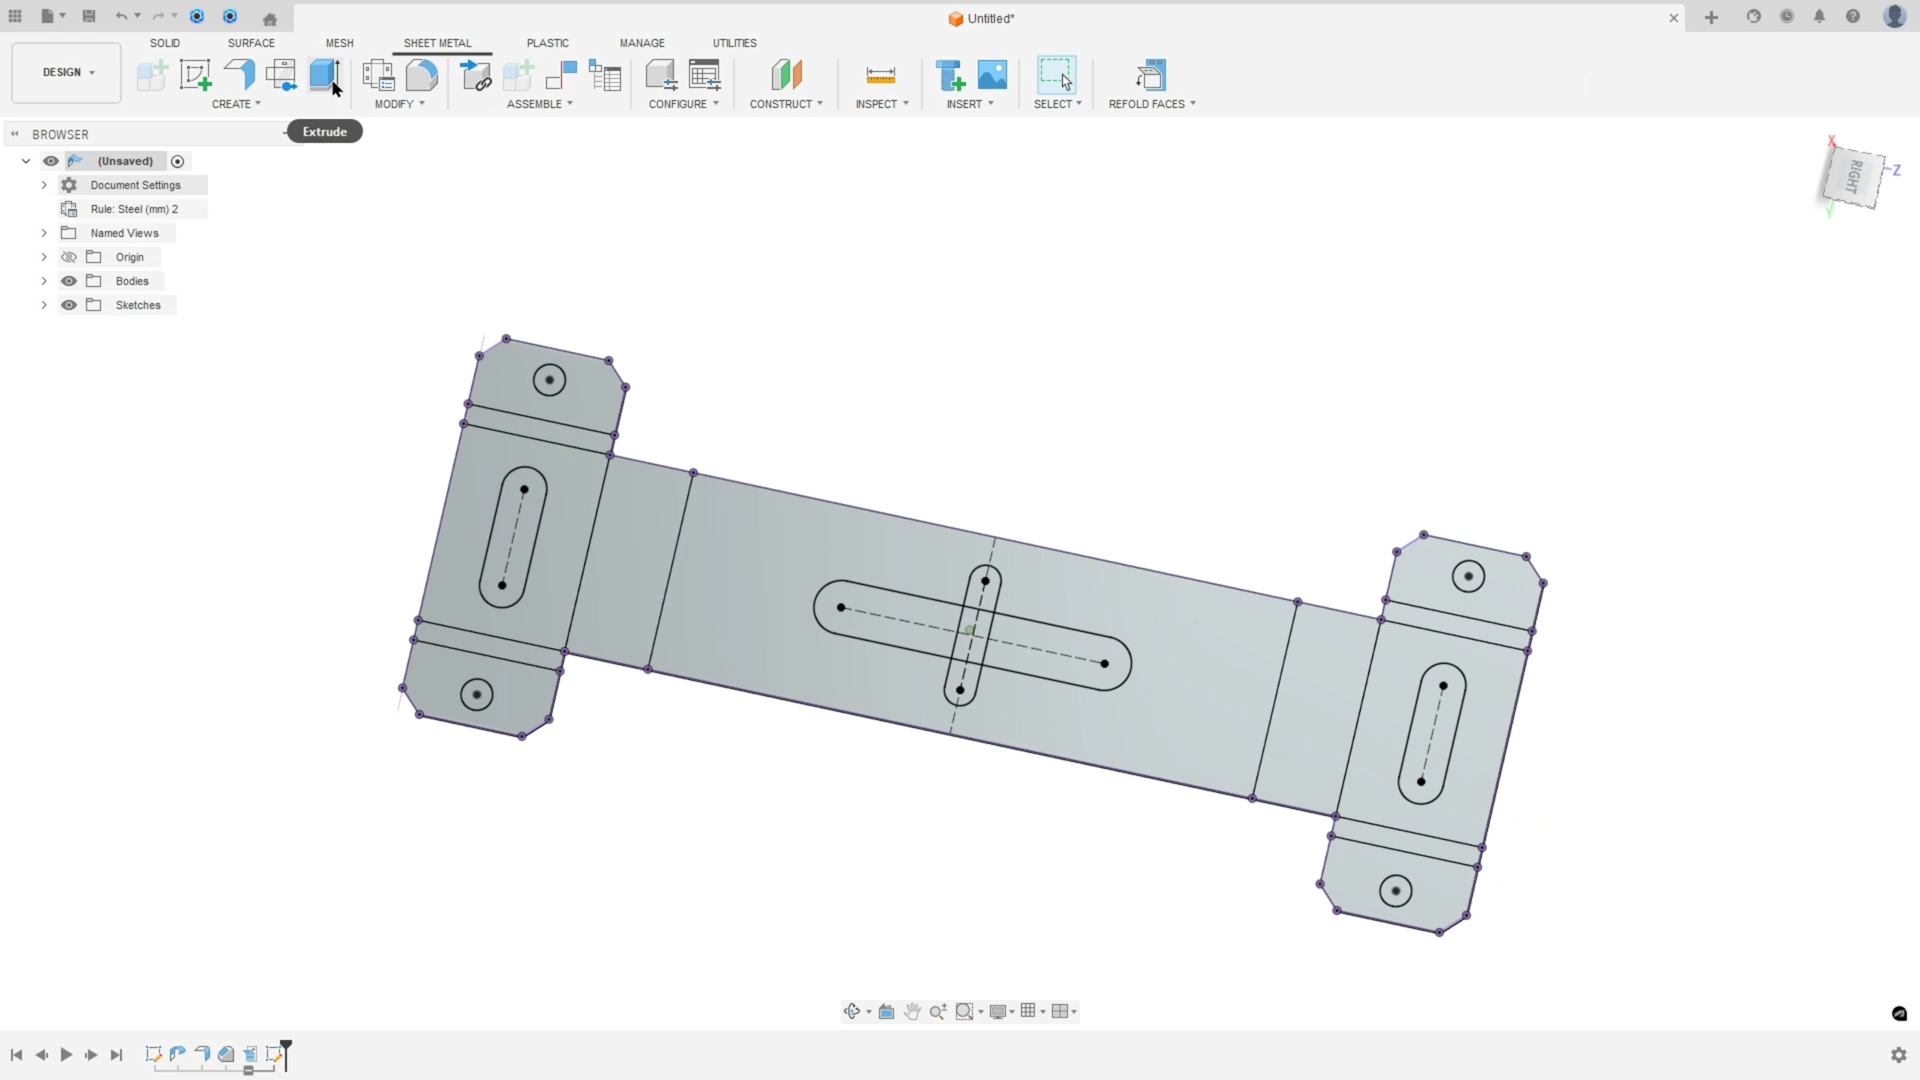 Untitled*
SOLID SURFACE MESH SHEET METAL PLASTIC MANAGE UTILITIES
DESIGN
CREATE MODIFY ASSEMBLE CONFIGURE CONSTRUCT INSPECT INSERT SELECT REFOLD FACES
BROWSER
Extrude
(Unsaved)
Document Settings
Rule: Steel (mm) 2
Named Views
Origin
Bodies
Sketches
X
RIGHT
-Z
Y